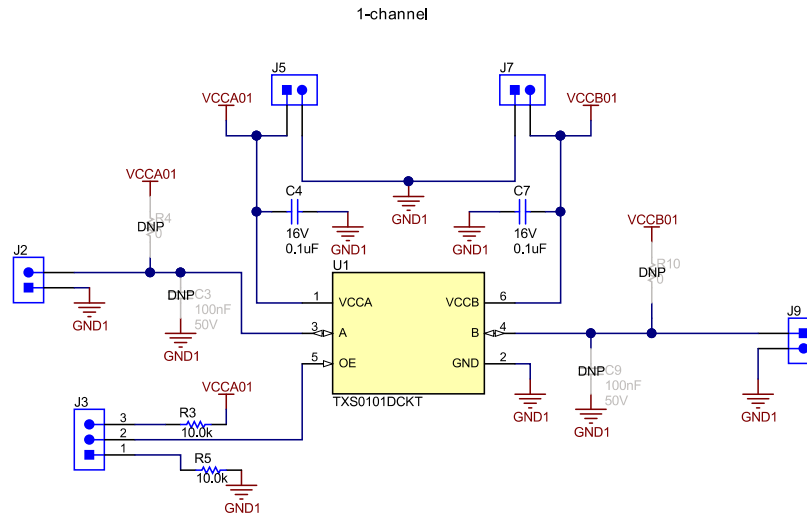 1-channel
J5
J7
VCCA01
VCCB01
VCCA01
C4
16V
0.1uF
GND1
GND1
GND1
C7
16V
0.1uF
R4
DNP
0
VCCB01
R10
DNP
0
J2
GND1
DNP
C3
100nF
50V
GND1
U1
1 VCCA
VCCB 6
3 A
B 4
5 OE
GND 2
TXS0101DCKT
GND1
DNP
C9
100nF
50V
GND1
J9
GND1
J3
3
2
1
R3
10.0k
VCCA01
R5
10.0k
GND1